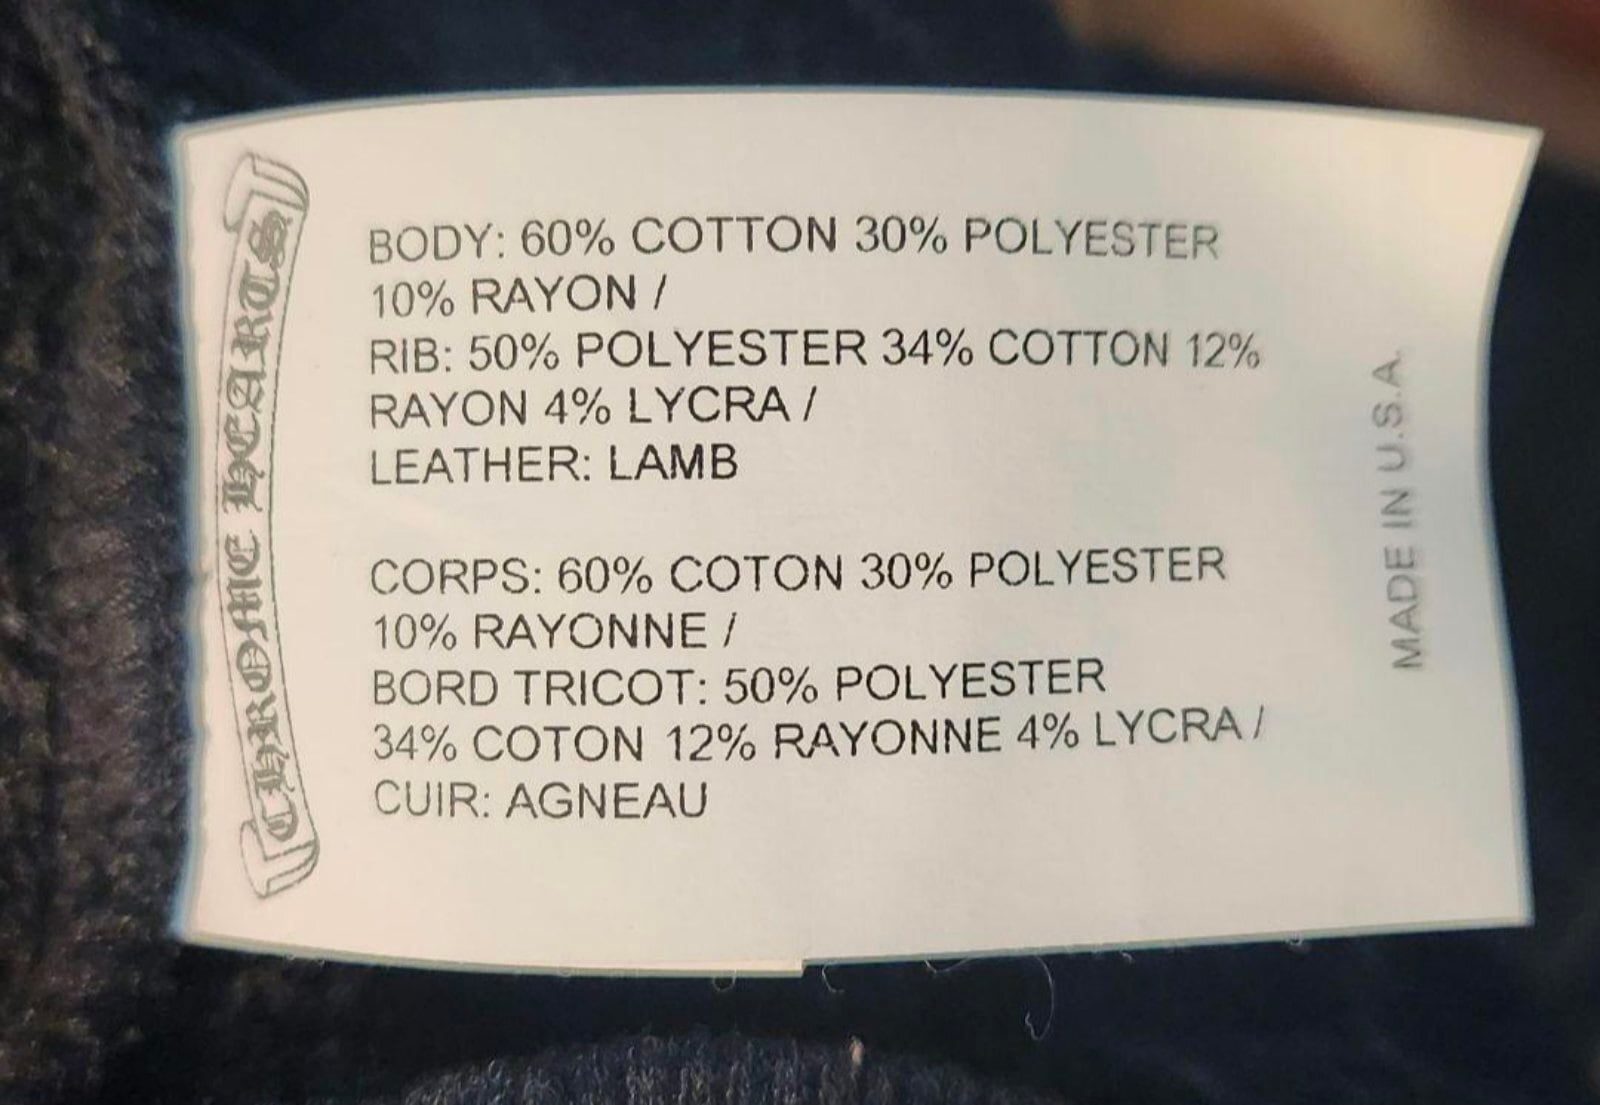 CHROME HEARTS
BODY: 60% COTTON 30% POLYESTER
10% RAYON /
RIB: 50% POLYESTER 34% COTTON 12%
RAYON 4% LYCRA /
LEATHER: LAMB
CORPS: 60% COTON 30% POLYESTER
10% RAYONNE /
BORD TRICOT: 50% POLYESTER
34% COTON 12% RAYONNE 4% LYCRA /
CUIR: AGNEAU
MADE IN U.S.A.